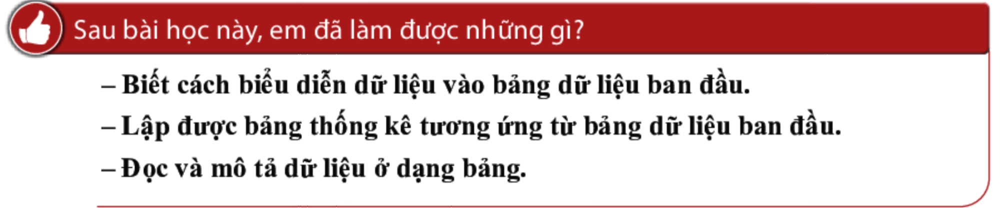 Sau bài học này, em đã làm được những gì?
– Biết cách biểu diễn dữ liệu vào bảng dữ liệu ban đầu.
– Lập được bảng thống kê tương ứng từ bảng dữ liệu ban đầu.
– Đọc và mô tả dữ liệu ở dạng bảng.